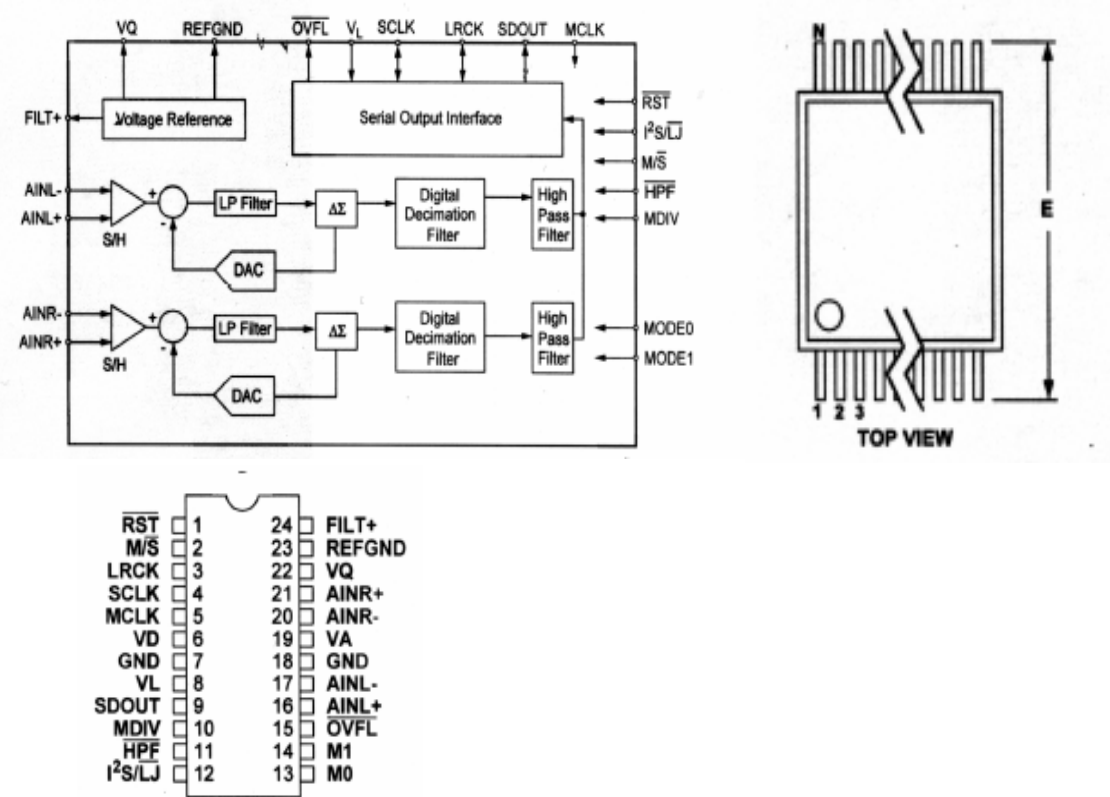 VQ REFGND OVFL VL SCLK LRCK SDOUT MCLK
FILT+ Voltage Reference Serial Output Interface RST
I²S/LJ
M/S
AINL- LP Filter ΔΣ Digital Decimation Filter High Pass Filter HPF
AINL+ + - MDIV
S/H
DAC
AINR- LP Filter ΔΣ Digital Decimation Filter High Pass Filter MODE0
AINR+ + - MODE1
S/H
DAC
N
E
1 2 3
TOP VIEW
RST 1 24 FILT+
M/S 2 23 REFGND
LRCK 3 22 VQ
SCLK 4 21 AINR+
MCLK 5 20 AINR-
VD 6 19 VA
GND 7 18 GND
VL 8 17 AINL-
SDOUT 9 16 AINL+
MDIV 10 15 OVFL
HPF 11 14 M1
I²S/LJ 12 13 M0